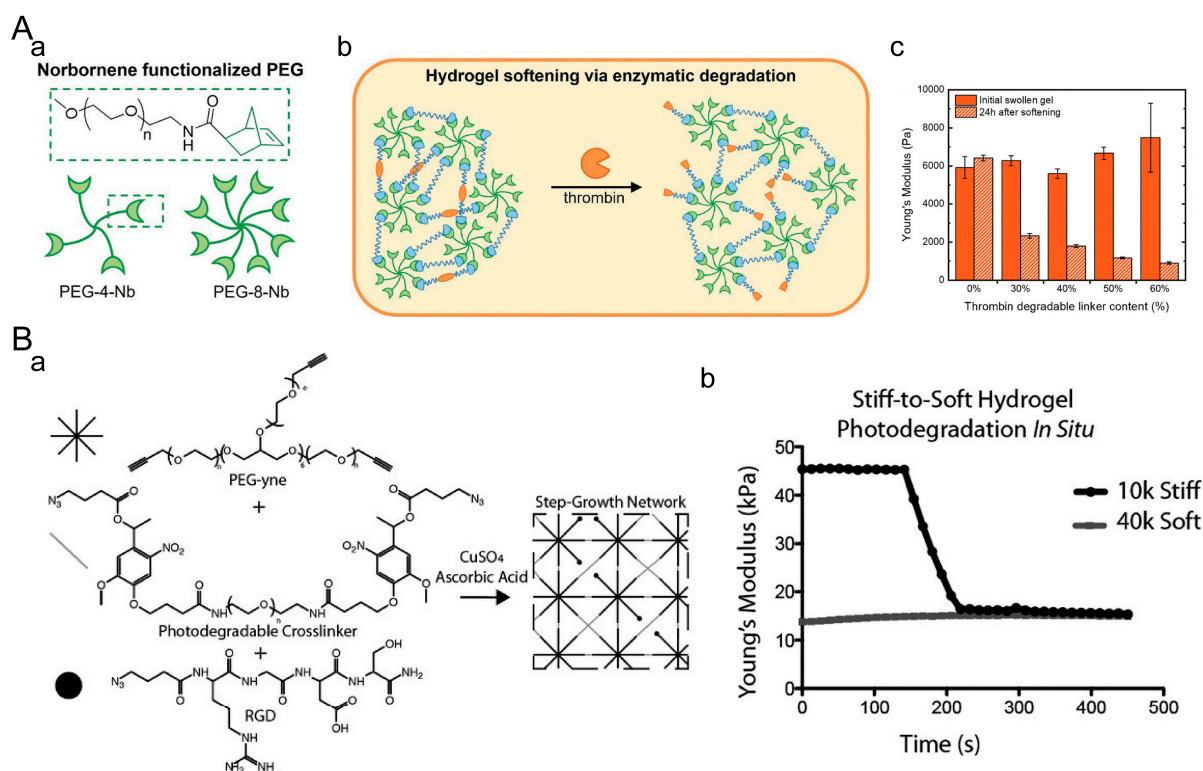 A
a
Norbornene functionalized PEG
O
O
n
N
H
O
PEG-4-Nb
PEG-8-Nb
b
Hydrogel softening via enzymatic degradation
thrombin
c
Young's Modulus (Pa)
10000
8000
6000
4000
2000
0
Initial swollen gel
24h after softening
0%
30%
40%
50%
60%
Thrombin degradable linker content (%)
B
a
PEG-yne
+
N3
O
O
NO2
O
O
NH
O
n
HN
O
O
O2N
O
O
O
N3
Photodegradable Crosslinker
+
N3
O
H
N
O
N
H
O
H
N
O
N
H
OH
NH2
O
O
OH
NH
NH2
NH
RGD
CuSO4
Ascorbic Acid
Step-Growth Network
b
Stiff-to-Soft Hydrogel
Photodegradation In Situ
Young's Modulus (kPa)
50
40
30
20
10
0
0
100
200
300
400
500
Time (s)
10k Stiff
40k Soft